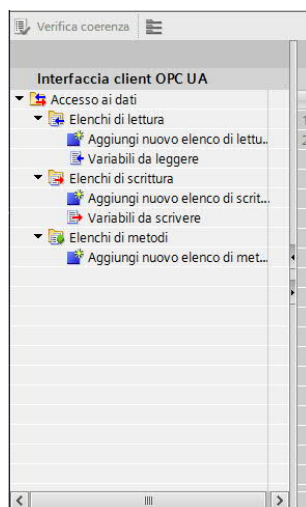 Verifica coerenza
Interfaccia client OPC UA
Accesso ai dati
Elenchi di lettura
Aggiungi nuovo elenco di lettu..
Variabili da leggere
Elenchi di scrittura
Aggiungi nuovo elenco di scrit...
Variabili da scrivere
Elenchi di metodi
Aggiungi nuovo elenco di met...
1
2